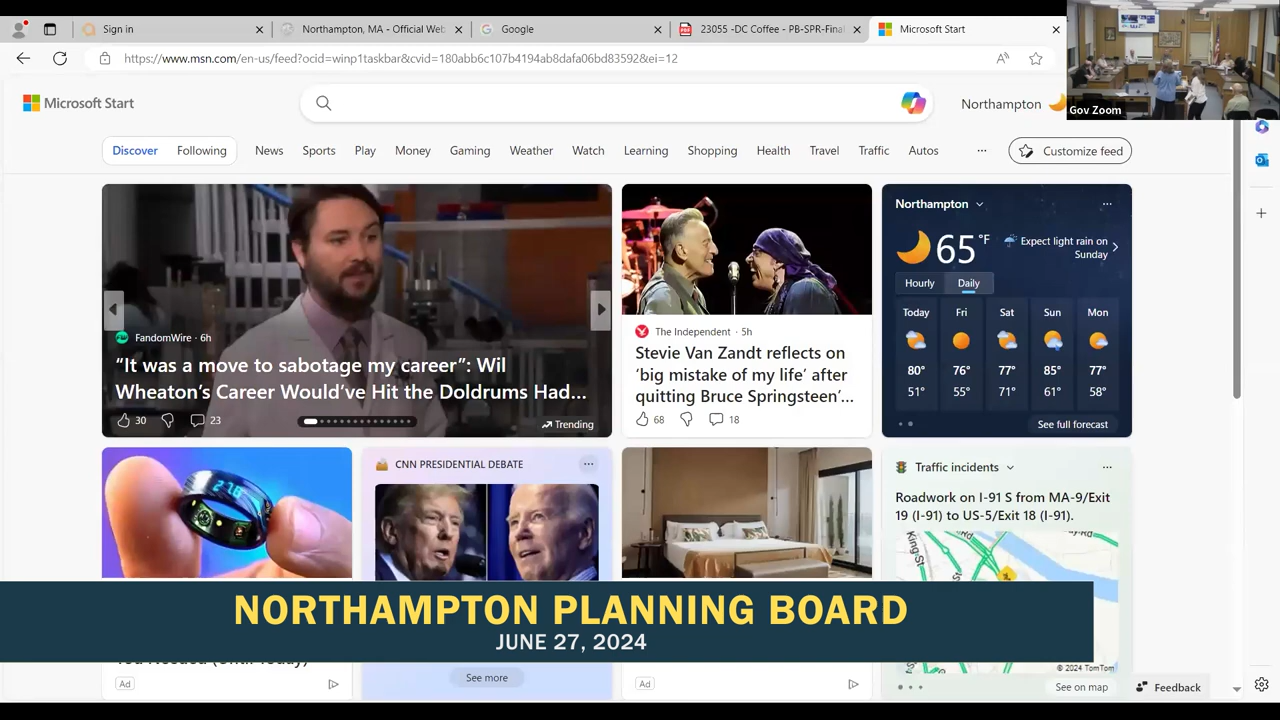 Sign in
Northampton, MA - Official We
Google
23055 -DC Coffee - PB-SPR-Final
Microsoft Start
https://www.msn.com/en-us/feed?ocid=winp1taskbar&cvid=180abb6c107b4194ab8dafa06bd83592&ei=12
Gov Zoom
Microsoft Start
Northampton
Discover
Following
News
Sports
Play
Money
Gaming
Weather
Watch
Learning
Shopping
Health
Travel
Traffic
Autos
Customize feed
FandomWire · 6h
“It was a move to sabotage my career”: Wil
Wheaton’s Career Would’ve Hit the Doldrums Had...
30
23
Trending
The Independent · 5h
Stevie Van Zandt reflects on
‘big mistake of my life’ after
quitting Bruce Springsteen’...
68
18
Northampton
65 °F
Expect light rain on
Sunday
Hourly
Daily
Today Fri Sat Sun Mon
80° 76° 77° 85° 77°
51° 55° 71° 61° 58°
See full forecast
CNN PRESIDENTIAL DEBATE
Traffic incidents
Roadwork on I-91 S from MA-9/Exit
19 (I-91) to US-5/Exit 18 (I-91).
King St
NORTHAMPTON PLANNING BOARD
JUNE 27, 2024
Ad
See more
Ad
© 2024 TomTom
See on map
Feedback